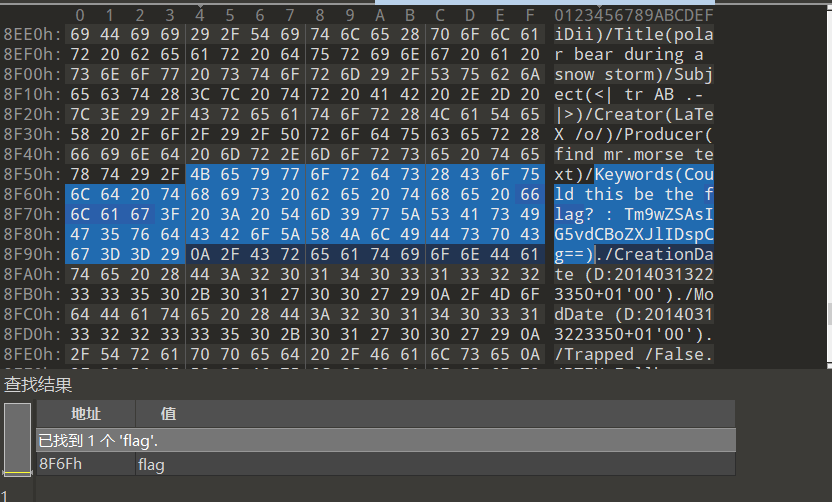 0 1 2 3 4 5 6 7 8 9 A B C D E F 0123456789ABCDEF
8EE0h: 69 44 69 69 29 2F 54 69 74 6C 65 28 70 6F 6C 61 iDii)/Title(pola
8EF0h: 72 20 62 65 61 72 20 64 75 72 69 6E 67 20 61 20 r bear during a
8F00h: 73 6E 6F 77 20 73 74 6F 72 6D 29 2F 53 75 62 6A snow storm)/Subj
8F10h: 65 63 74 28 3C 7C 20 74 72 20 41 42 20 2E 2D 20 ect(<| tr AB .-
8F20h: 7C 3E 29 2F 43 72 65 61 74 6F 72 28 4C 61 54 65 |>)/Creator(LaTe
8F30h: 58 20 2F 6F 2F 29 2F 50 72 6F 64 75 63 65 72 28 X /o/)/Producer(
8F40h: 66 69 6E 64 20 6D 72 2E 6D 6F 72 73 65 20 74 65 find mr.morse te
8F50h: 78 74 29 2F 4B 65 79 77 6F 72 64 73 28 43 6F 75 xt)/Keywords(Cou
8F60h: 6C 64 20 74 68 69 73 20 62 65 20 74 68 65 20 66 ld this be the f
8F70h: 6C 61 67 3F 20 3A 20 54 6D 39 77 5A 53 41 73 49 lag? : Tm9wZSAsI
8F80h: 47 35 76 64 43 42 6F 5A 58 4A 6C 49 44 73 70 43 G5vdCBoZXJlIDspC
8F90h: 67 3D 3D 29 0A 2F 43 72 65 61 74 69 6F 6E 44 61 g==)./CreationDa
8FA0h: 74 65 20 28 44 3A 32 30 31 34 30 33 31 33 32 32 te (D:2014031322
8FB0h: 33 33 35 30 2B 30 31 27 30 30 27 29 0A 2F 4D 6F 3350+01'00')./Mo
8FC0h: 64 44 61 74 65 20 28 44 3A 32 30 31 34 30 33 31 dDate (D:2014031
8FD0h: 33 32 32 33 33 35 30 2B 30 31 27 30 30 27 29 0A 3223350+01'00').
8FE0h: 2F 54 72 61 70 70 65 64 20 2F 46 61 6C 73 65 0A /Trapped /False.
查找结果
地址 值
已找到 1 个 'flag'.
8F6Fh flag
1